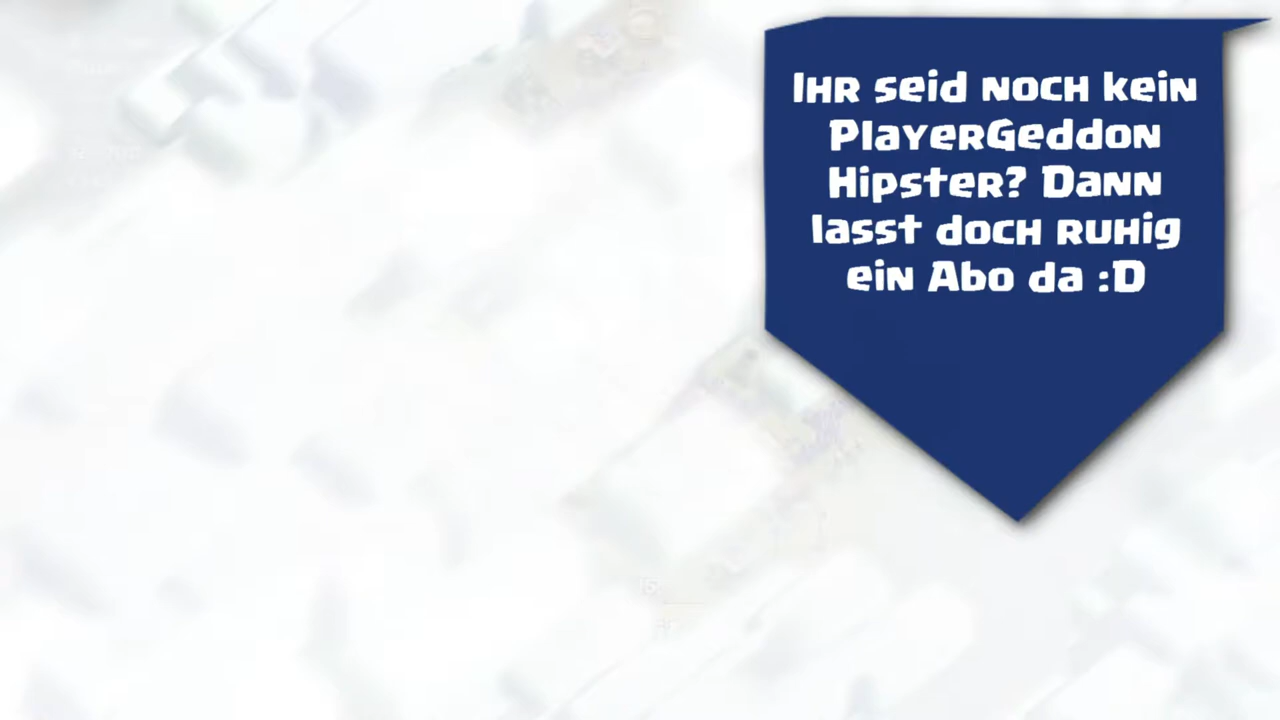 Ihr seid noch kein
PlayerGeddon
Hipster? Dann
lasst doch ruhig
ein Abo da :D